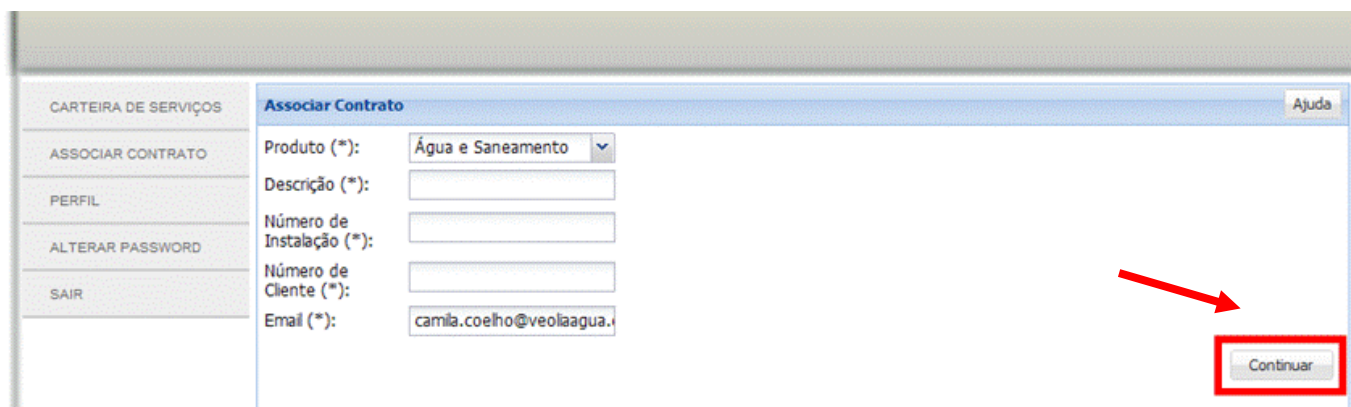 CARTEIRA DE SERVIÇOS
ASSOCIAR CONTRATO
PERFIL
ALTERAR PASSWORD
SAIR
Associar Contrato
Ajuda
Produto (*):
Água e Saneamento
Descrição (*):
Número de
Instalação (*):
Número de
Cliente (*):
Email (*):
camila.coelho@veoliaagua.
Continuar